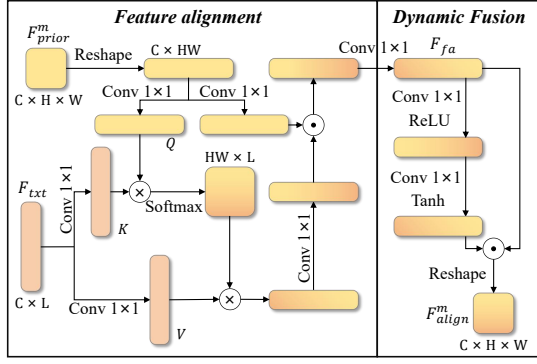 Feature alignment
Dynamic Fusion
F^m_prior
Reshape
C × HW
Conv 1×1
F_fa
C × H × W
Conv 1×1
Conv 1×1
Conv 1×1
ReLU
Q
F_txt
Conv 1×1
HW × L
Conv 1×1
Softmax
K
Tanh
Conv 1×1
Reshape
C × L
Conv 1×1
V
F^m_align
C × H × W